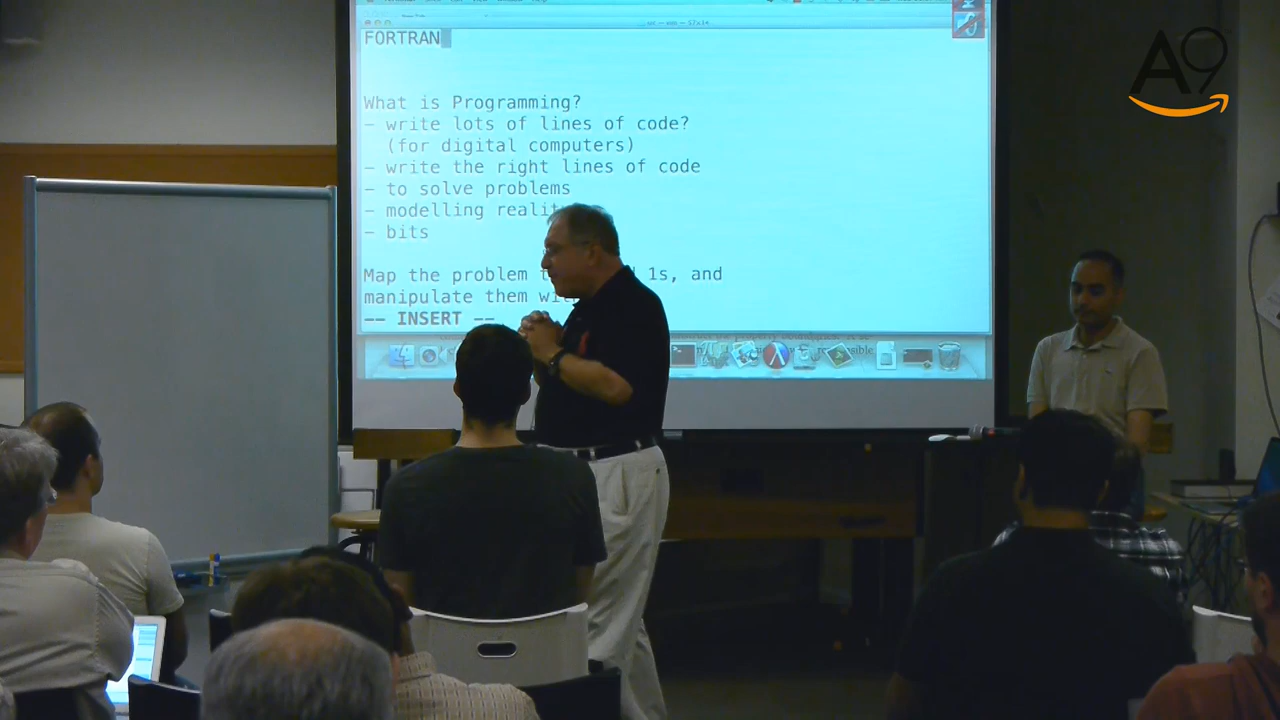 FORTRAN
What is Programming?
- write lots of lines of code?
(for digital computers)
- write the right lines of code
- to solve problems
- modelling realit
- bits
Map the problem t 1s, and
manipulate them wi
-- INSERT --
A9